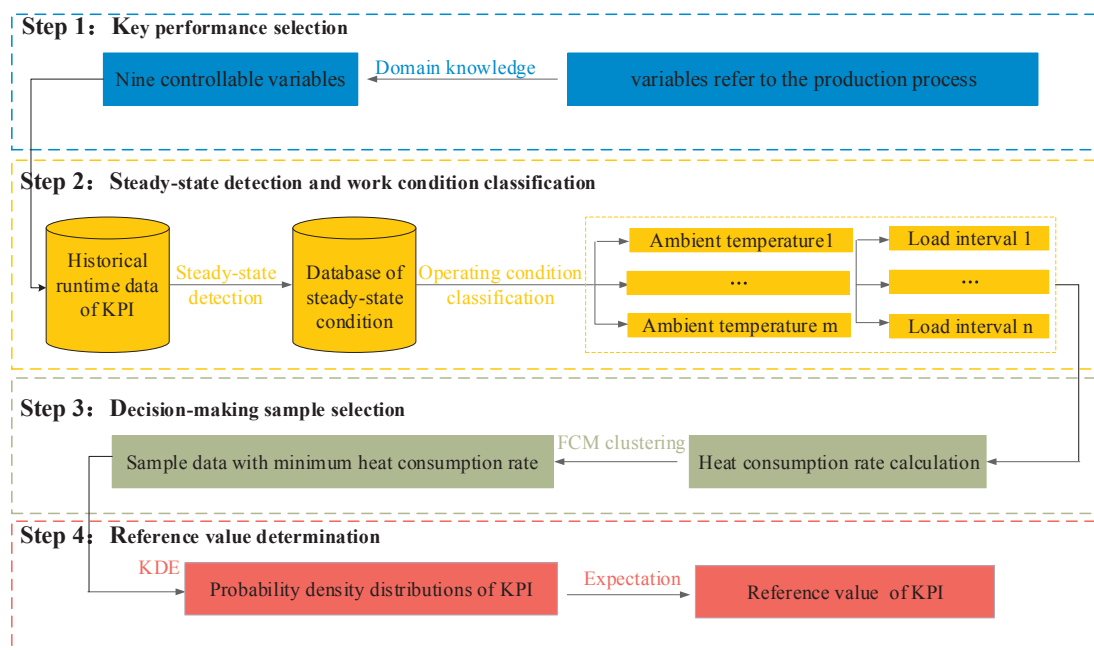 Step 1：Key performance selection
Nine controllable variables
Domain knowledge
variables refer to the production process
Step 2：Steady-state detection and work condition classification
Historical
runtime data
of KPI
Steady-state
detection
Database of
steady-state
condition
Operating condition
classification
Ambient temperature1
...
Ambient temperature m
Load interval 1
...
Load interval n
Step 3：Decision-making sample selection
Sample data with minimum heat consumption rate
FCM clustering
Heat consumption rate calculation
Step 4：Reference value determination
KDE
Probability density distributions of KPI
Expectation
Reference value of KPI